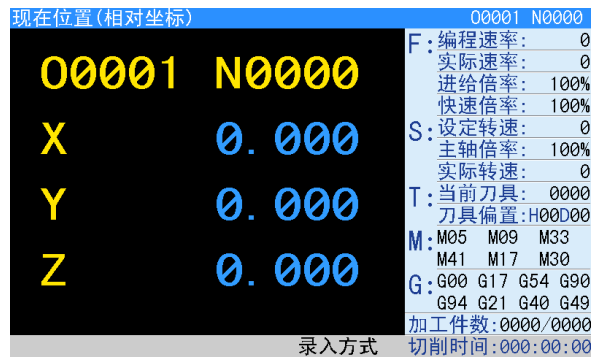 现在位置(相对坐标) O0001 N0000
O0001 N0000
X 0.000
Y 0.000
Z 0.000
F:编程速率: 0
实际速率: 0
进给倍率: 100%
快速倍率: 100%
S:设定转速: 0
主轴倍率: 100%
实际转速: 0
T:当前刀具: 0000
刀具偏置:H00D00
M:M05 M09 M33
M41 M17 M30
G:G00 G17 G54 G90
G94 G21 G40 G49
加工件数:0000/0000
录入方式 切削时间:000:00:00